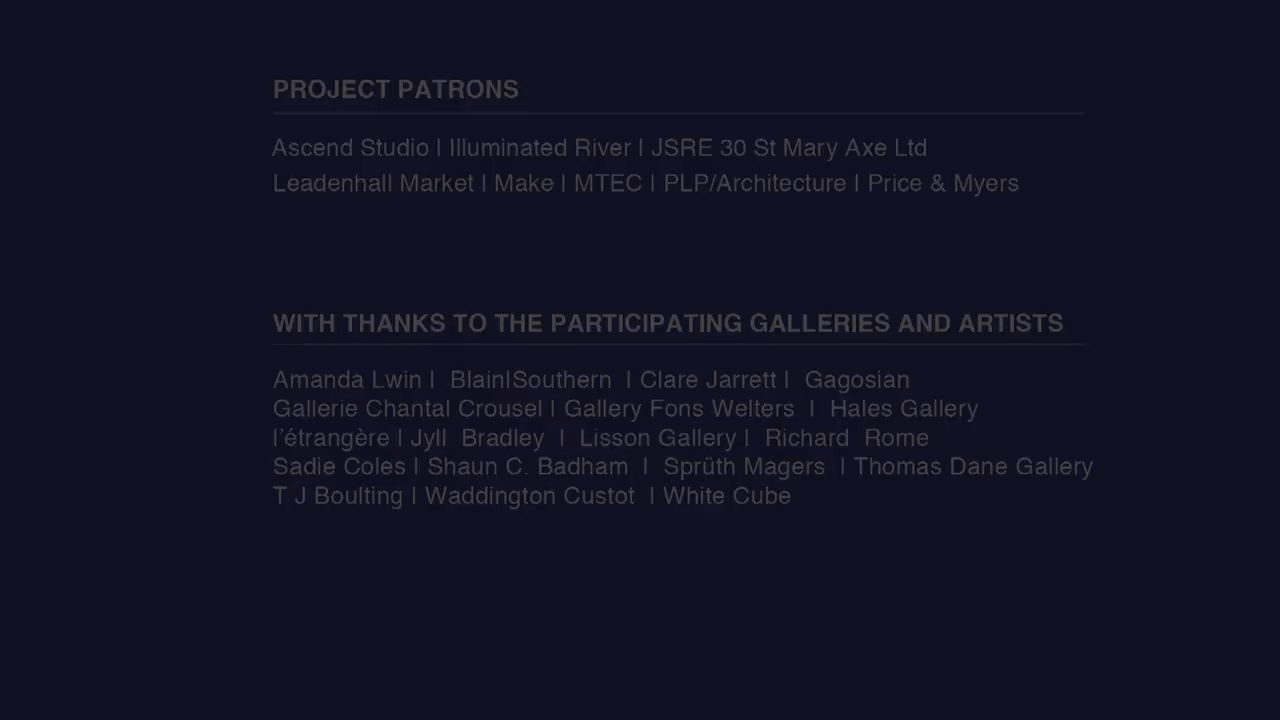 PROJECT PATRONS
Ascend Studio | Illuminated River | JSRE 30 St Mary Axe Ltd
Leadenhall Market | Make | MTEC | PLP/Architecture | Price & Myers
WITH THANKS TO THE PARTICIPATING GALLERIES AND ARTISTS
Amanda Lwin | Blain|Southern | Clare Jarrett | Gagosian
Gallerie Chantal Crousel | Gallery Fons Welters | Hales Gallery
l'étrangère | Jyll Bradley | Lisson Gallery | Richard Rome
Sadie Coles | Shaun C. Badham | Sprüth Magers | Thomas Dane Gallery
T J Boulting | Waddington Custot | White Cube